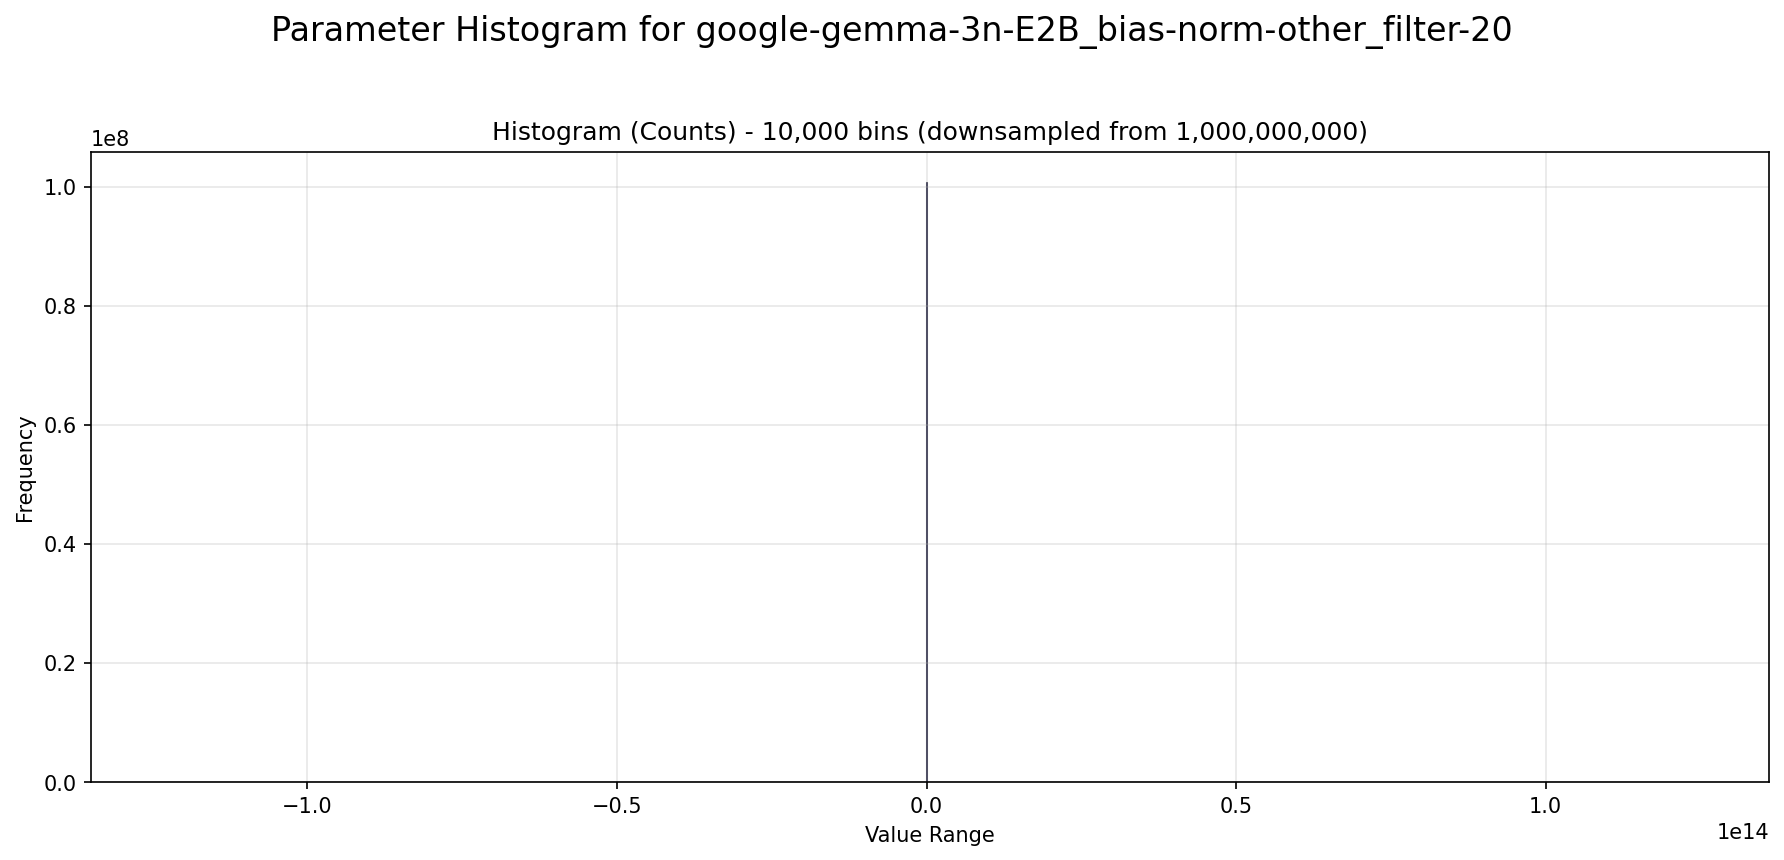 Parameter Histogram for google-gemma-3n-E2B_bias-norm-other_filter-20
Histogram (Counts) - 10,000 bins (downsampled from 1,000,000,000)
1e8
1.0
0.8
0.6
0.4
0.2
0.0
Frequency
−1.0
−0.5
0.0
0.5
1.0
1e14
Value Range